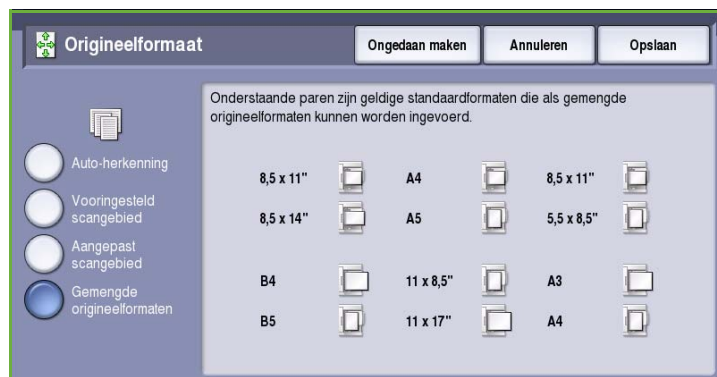 Origineelformaat
Ongedaan maken
Annuleren
Opslaan
Auto-herkenning
Vooringesteld
scangebied
Aangepast
scangebied
Gemengde
origineelformaten
Onderstaande paren zijn geldige standaardformaten die als gemengde
origineelformaten kunnen worden ingevoerd.
8,5 x 11" A4 8,5 x 11"
8,5 x 14" A5 5,5 x 8,5"
B4 11 x 8,5" A3
B5 11 x 17" A4